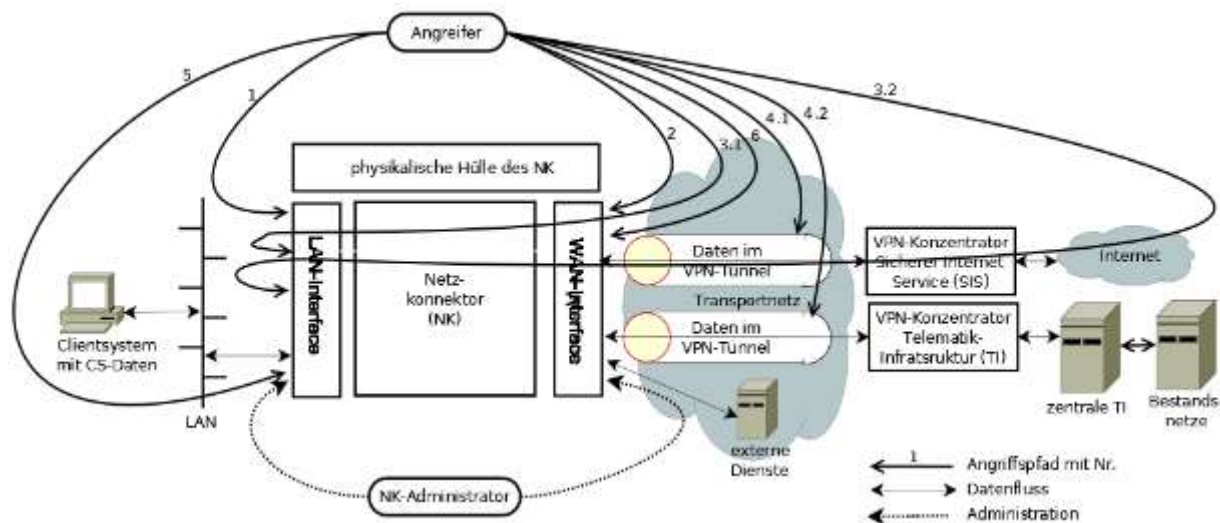 Angreifer
5
1
2
3.1
6
4.1
4.2
3.2
physikalische Hülle des NK
LAN-Interface
Netz-
konnektor
(NK)
WAN-Interface
Daten im
VPN-Tunnel
Transportnetz
Daten im
VPN-Tunnel
VPN-Konzentrator
Sicherer Internet
Service (SIS)
Internet
VPN-Konzentrator
Telematik-
Infratsruktur (TI)
Clientsystem
mit CS-Daten
LAN
externe
Dienste
zentrale TI
Bestands
netze
NK-Administrator
1
Angriffspfad mit Nr.
Datenfluss
Administration